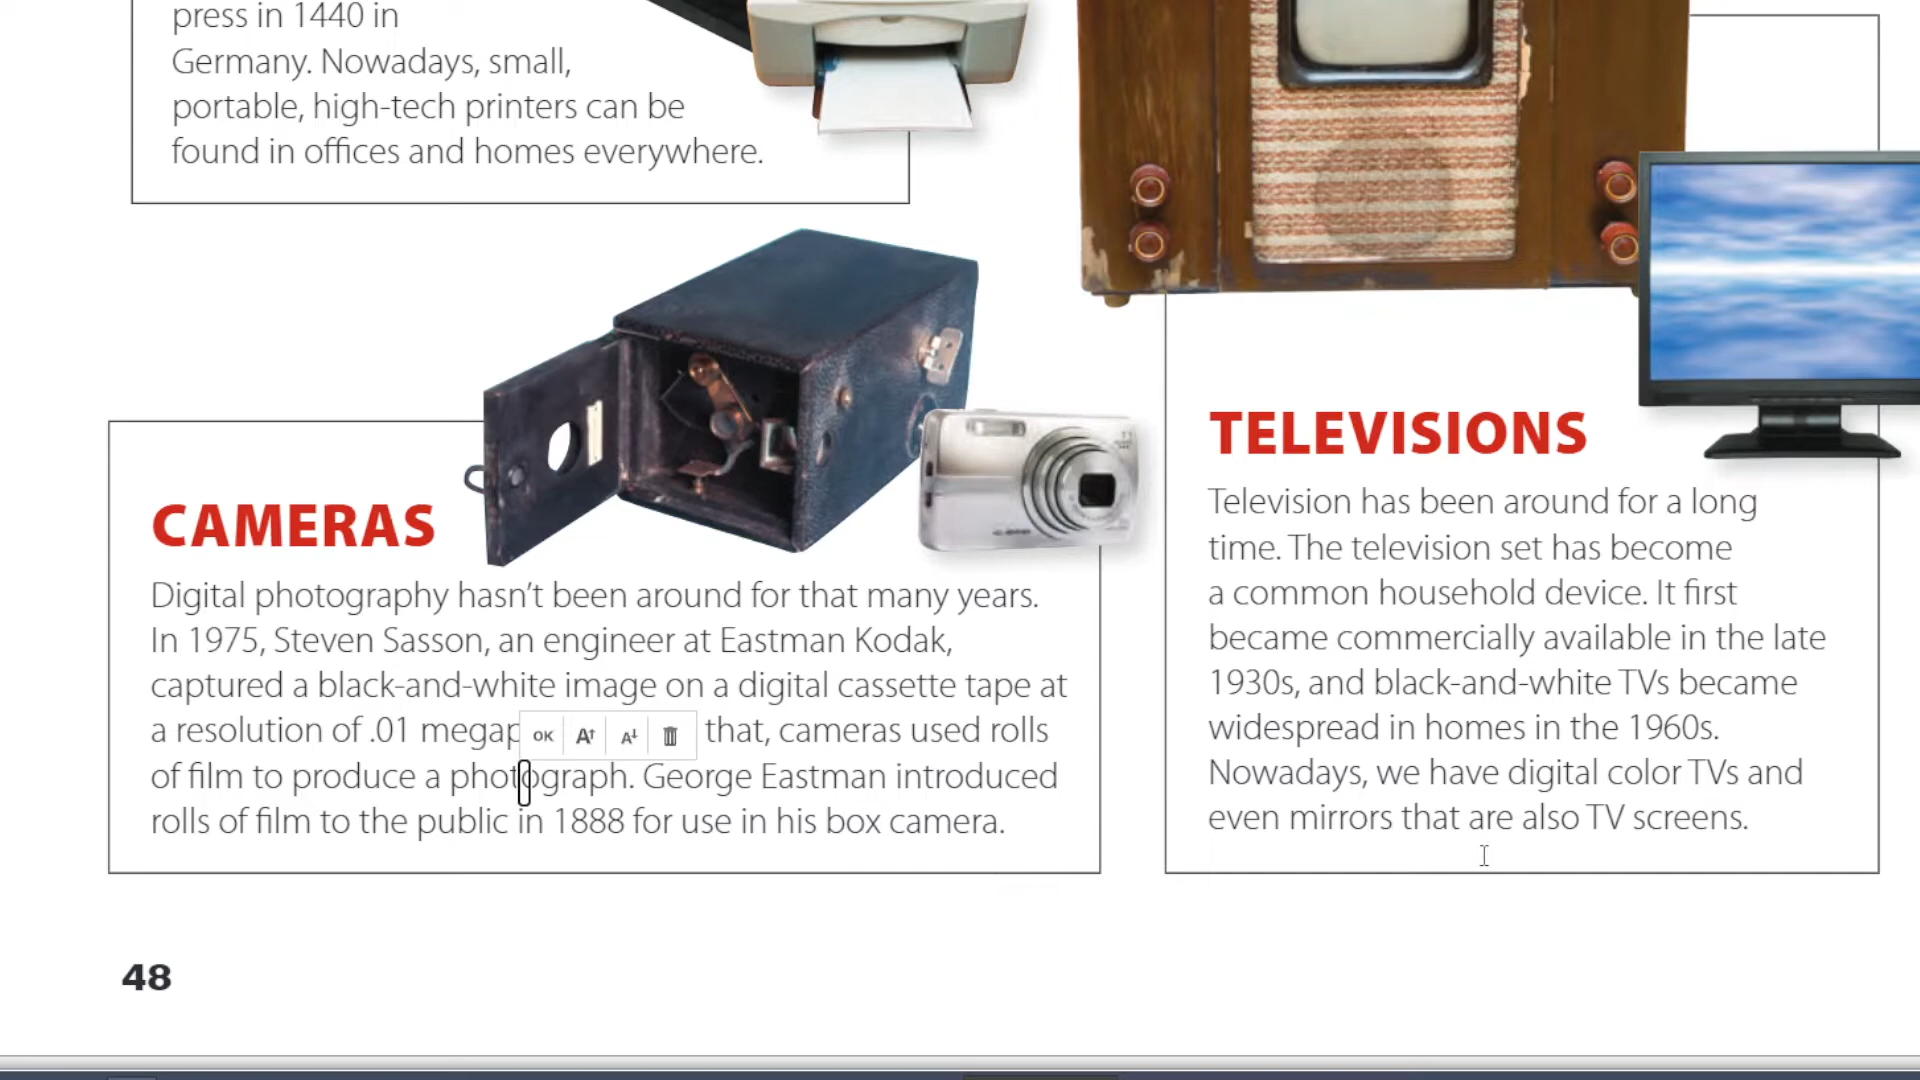 press in 1440 in
Germany. Nowadays, small,
portable, high-tech printers can be
found in offices and homes everywhere.
CAMERAS
Digital photography hasn't been around for that many years.
In 1975, Steven Sasson, an engineer at Eastman Kodak,
captured a black-and-white image on a digital cassette tape at
a resolution of .01 that, cameras used rolls
of film to produce a photograph. George Eastman introduced
rolls of film to the public in 1888 for use in his box camera.
OK A A
TELEVISIONS
Television has been around for a long
time. The television set has become
a common household device. It first
became commercially available in the late
1930s, and black-and-white TVs became
widespread in homes in the 1960s.
Nowadays, we have digital color TVs and
even mirrors that are also TV screens.
48